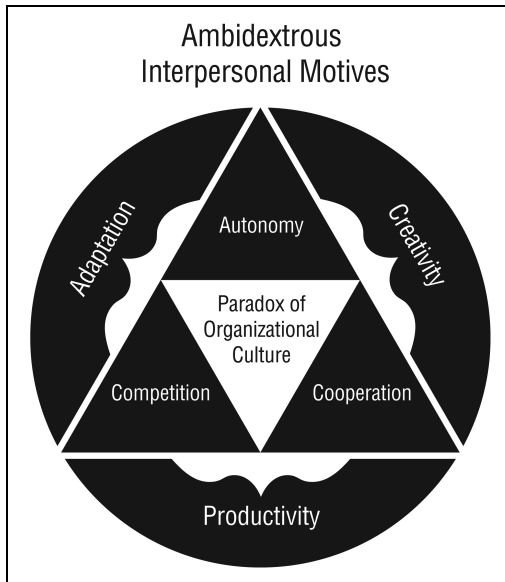 Ambidextrous
Interpersonal Motives
Adaptation
Creativity
Autonomy
Paradox of
Organizational
Culture
Competition
Cooperation
Productivity